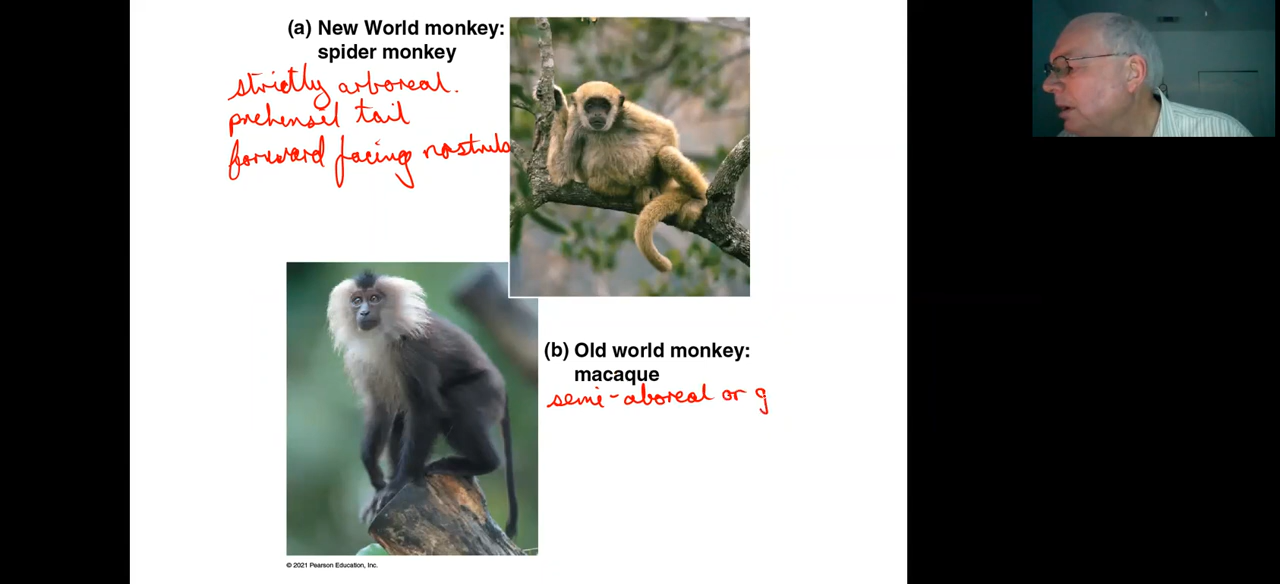 (a) New World monkey:
spider monkey
strictly arboreal.
prehensil tail
forward facing nostrils
(b) Old world monkey:
macaque
semi-aboreal or g
© 2021 Pearson Education, Inc.